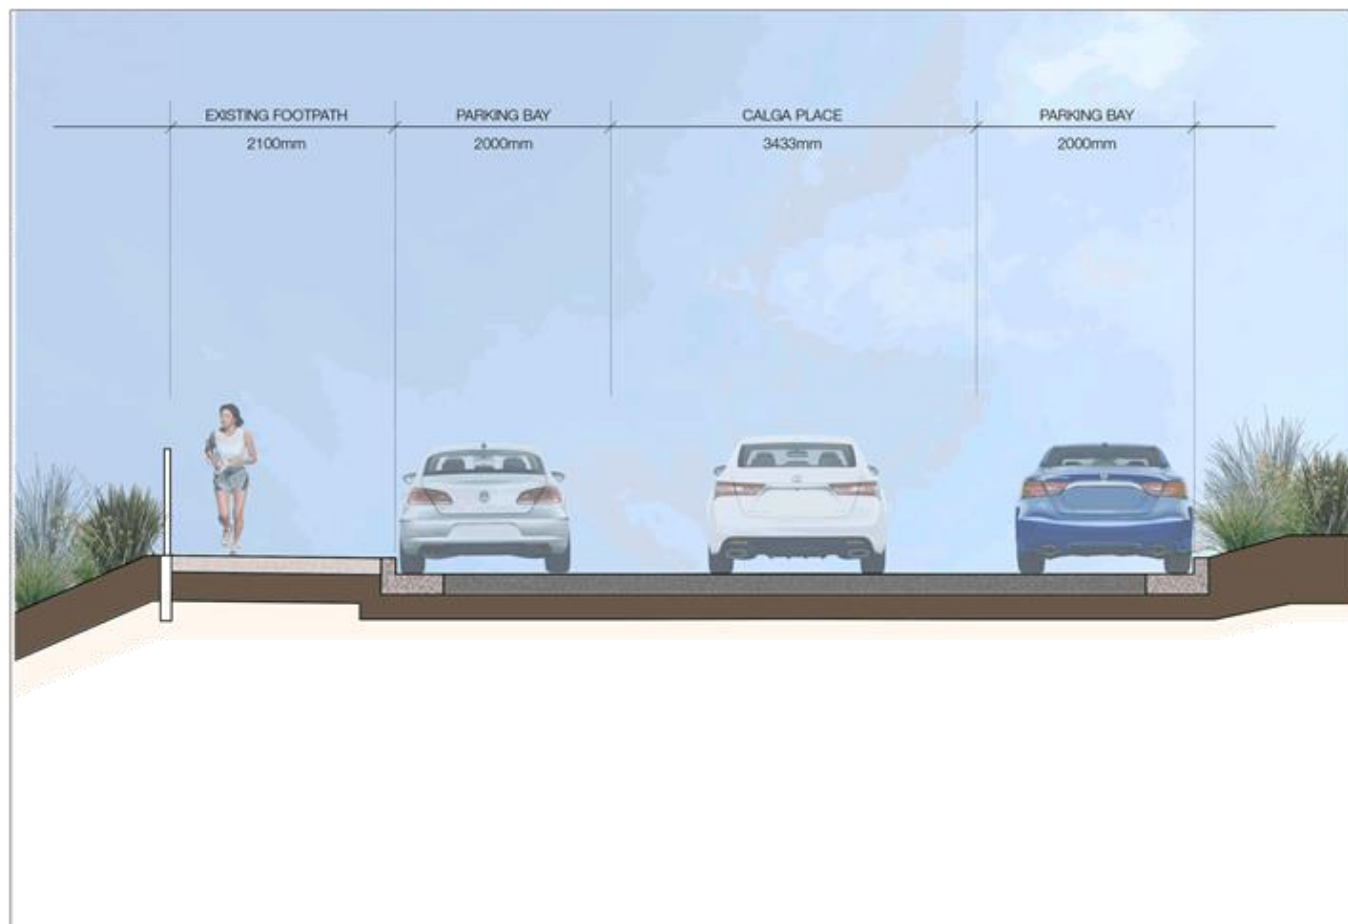 EXISTING FOOTPATH
2100mm
PARKING BAY
2000mm
CALGA PLACE
3433mm
PARKING BAY
2000mm